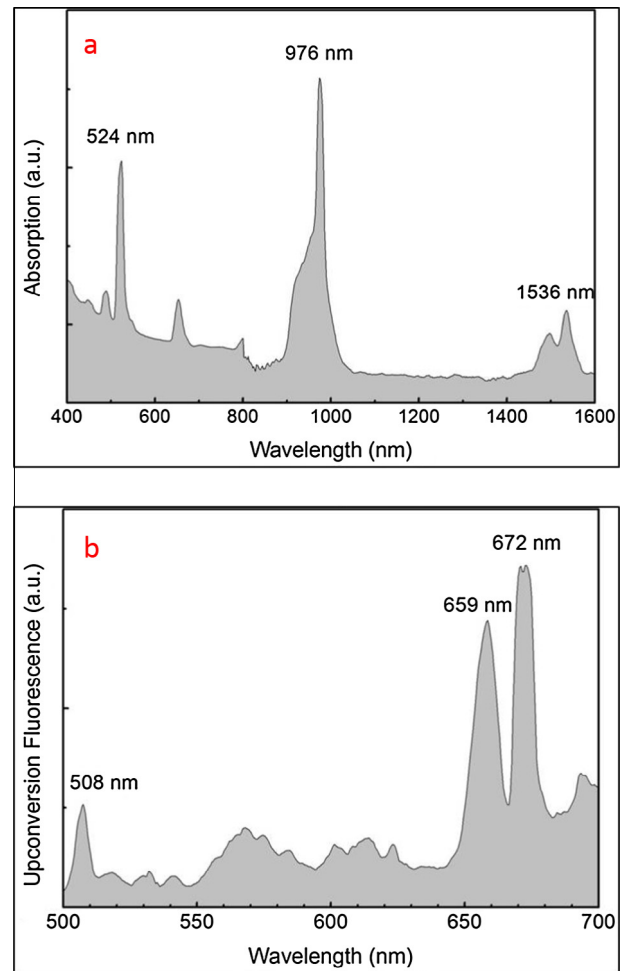 a
976 nm
524 nm
1536 nm
Absorption (a.u.)
400 600 800 1000 1200 1400 1600
Wavelength (nm)
b
672 nm
659 nm
508 nm
Upconversion Fluorescence (a.u.)
500 550 600 650 700
Wavelength (nm)